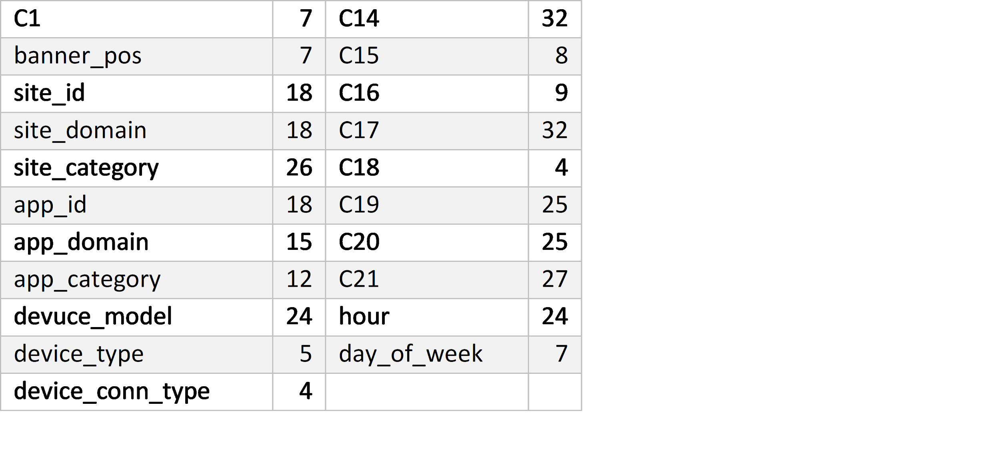 C1 7 C14 32
banner_pos 7 C15 8
site_id 18 C16 9
site_domain 18 C17 32
site_category 26 C18 4
app_id 18 C19 25
app_domain 15 C20 25
app_category 12 C21 27
devuce_model 24 hour 24
device_type 5 day_of_week 7
device_conn_type 4